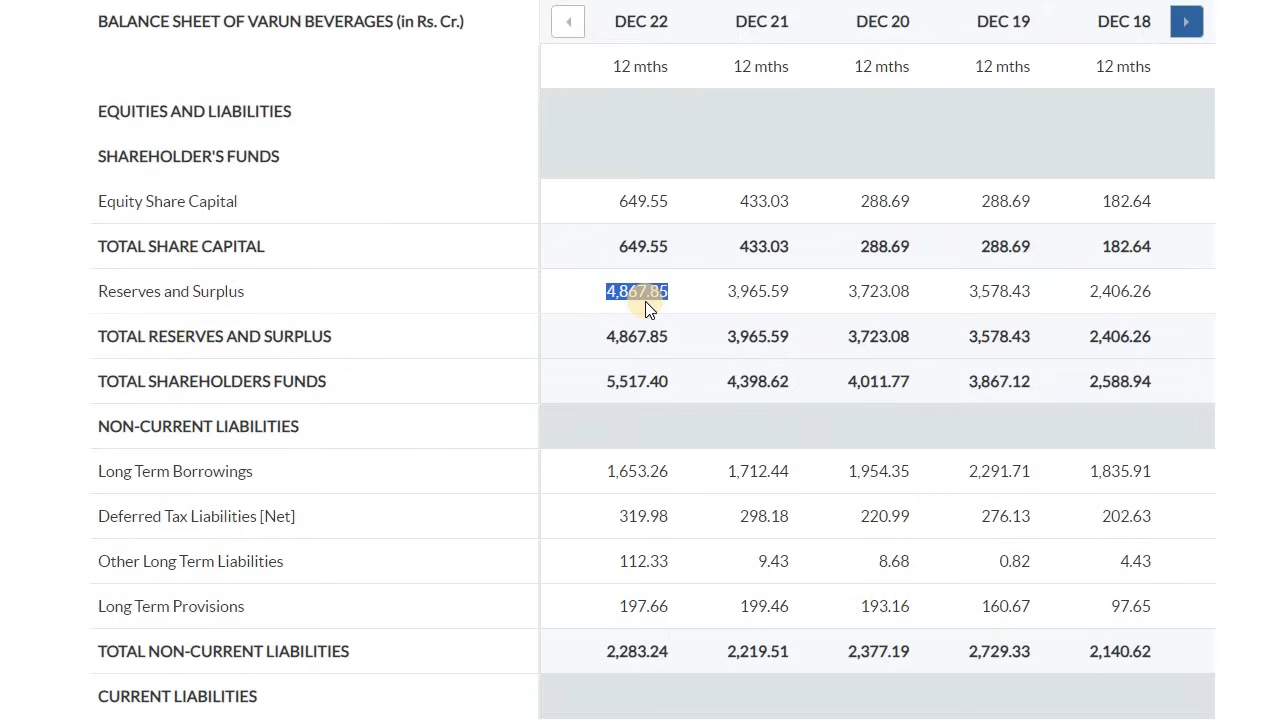 BALANCE SHEET OF VARUN BEVERAGES (in Rs. Cr.) DEC 22 DEC 21 DEC 20 DEC 19 DEC 18
12 mths 12 mths 12 mths 12 mths 12 mths
EQUITIES AND LIABILITIES
SHAREHOLDER'S FUNDS
Equity Share Capital 649.55 433.03 288.69 288.69 182.64
TOTAL SHARE CAPITAL 649.55 433.03 288.69 288.69 182.64
Reserves and Surplus 4,867.85 3,965.59 3,723.08 3,578.43 2,406.26
TOTAL RESERVES AND SURPLUS 4,867.85 3,965.59 3,723.08 3,578.43 2,406.26
TOTAL SHAREHOLDERS FUNDS 5,517.40 4,398.62 4,011.77 3,867.12 2,588.94
NON-CURRENT LIABILITIES
Long Term Borrowings 1,653.26 1,712.44 1,954.35 2,291.71 1,835.91
Deferred Tax Liabilities [Net] 319.98 298.18 220.99 276.13 202.63
Other Long Term Liabilities 112.33 9.43 8.68 0.82 4.43
Long Term Provisions 197.66 199.46 193.16 160.67 97.65
TOTAL NON-CURRENT LIABILITIES 2,283.24 2,219.51 2,377.19 2,729.33 2,140.62
CURRENT LIABILITIES